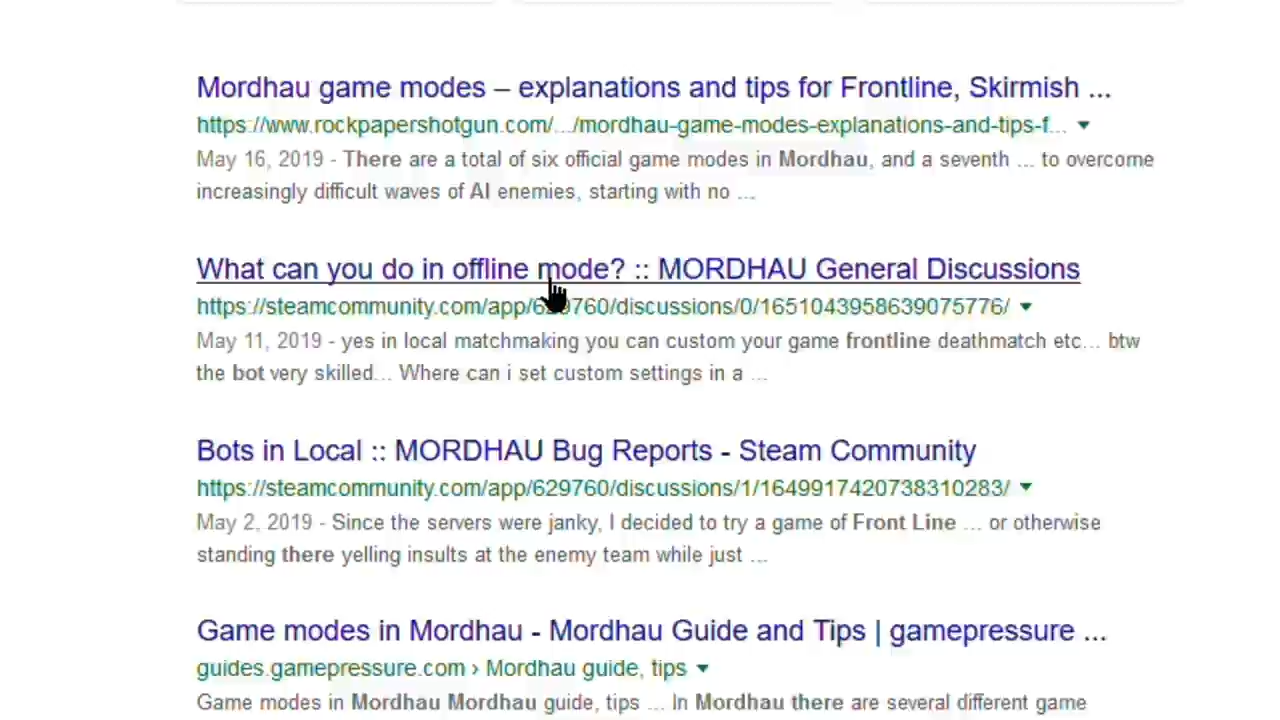 Mordhau game modes – explanations and tips for Frontline, Skirmish ...
https://www.rockpapershotgun.com/.../mordhau-game-modes-explanations-and-tips-f...
May 16, 2019 - There are a total of six official game modes in Mordhau, and a seventh ... to overcome
increasingly difficult waves of AI enemies, starting with no ...
What can you do in offline mode? :: MORDHAU General Discussions
https://steamcommunity.com/app/629760/discussions/0/1651043958639075776/
May 11, 2019 - yes in local matchmaking you can custom your game frontline deathmatch etc... btw
the bot very skilled... Where can i set custom settings in a ...
Bots in Local :: MORDHAU Bug Reports - Steam Community
https://steamcommunity.com/app/629760/discussions/1/1649917420738310283/
May 2, 2019 - Since the servers were janky, I decided to try a game of Front Line ... or otherwise
standing there yelling insults at the enemy team while just ...
Game modes in Mordhau - Mordhau Guide and Tips | gamepressure ...
guides.gamepressure.com › Mordhau guide, tips
Game modes in Mordhau Mordhau guide, tips ... In Mordhau there are several different game